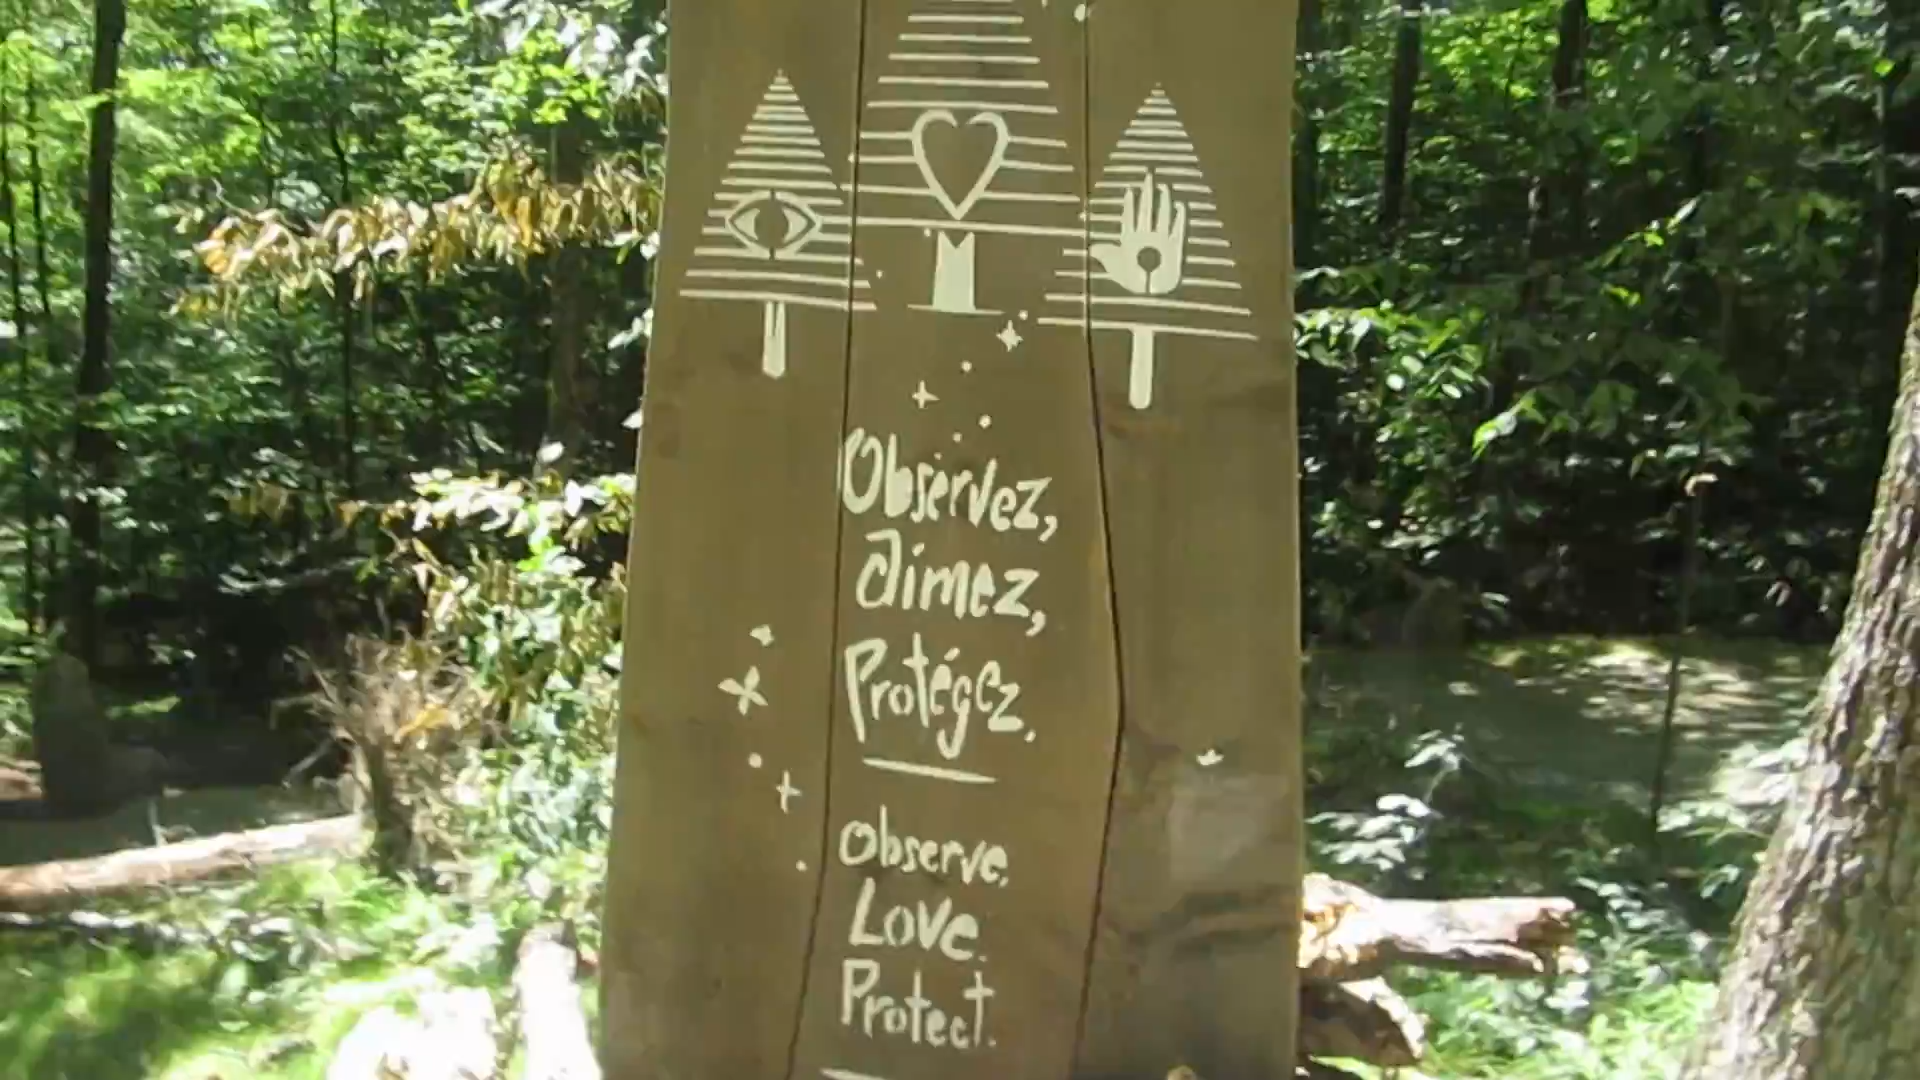 Observez,
aimez,
Protégez.
observe,
Love.
Protect.